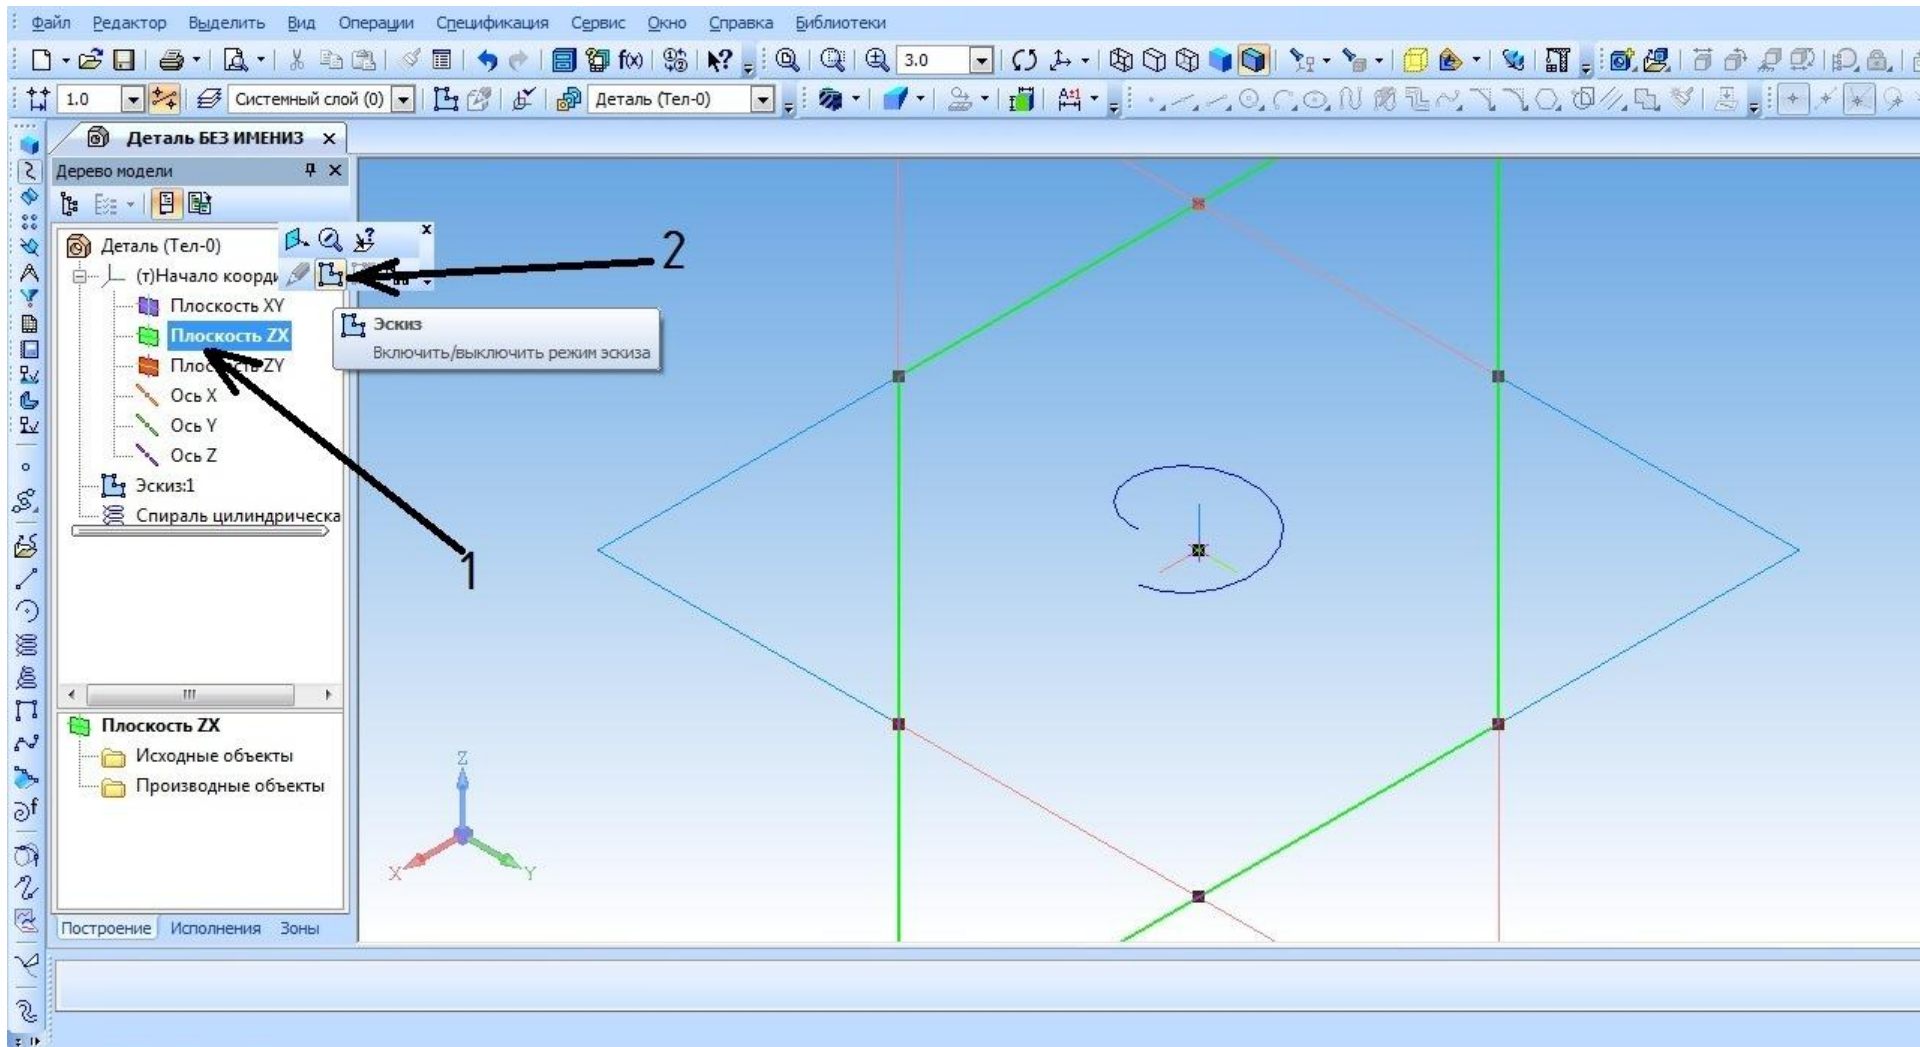 Файл Редактор Выделить Вид Операции Спецификация Сервис Окно Справка Библиотеки
f(x) 3.0
1.0 Системный слой (0) Деталь (Тел-0)
Деталь БЕЗ ИМЕНИ3
Дерево модели
Деталь (Тел-0)
(т)Начало коорди
2
Плоскость XY
Эскиз
Плоскость ZX
Включить/выключить режим эскиза
Плоскость ZY
Ось X
Ось Y
Ось Z
Эскиз:1
Спираль цилиндрическа
1
Плоскость ZX
Исходные объекты
Производные объекты
Z
X
Y
Построение Исполнения Зоны